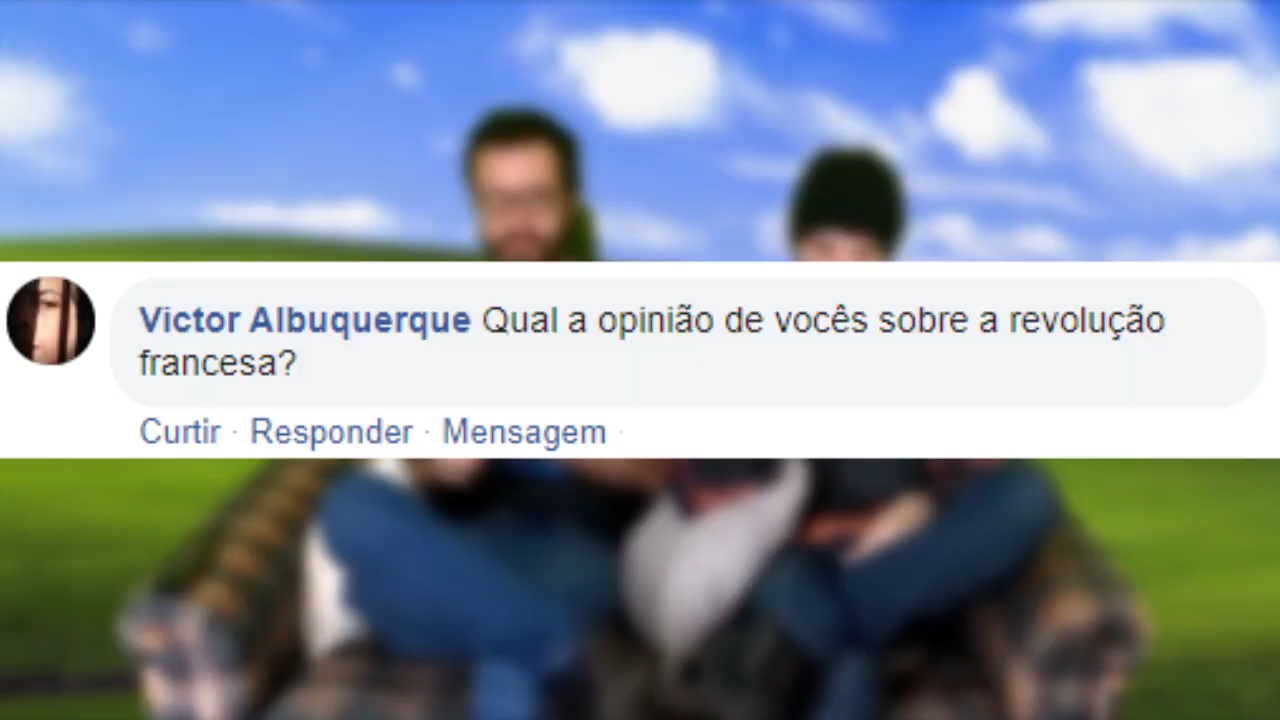 Victor Albuquerque Qual a opinião de vocês sobre a revolução
francesa?
Curtir · Responder · Mensagem ·